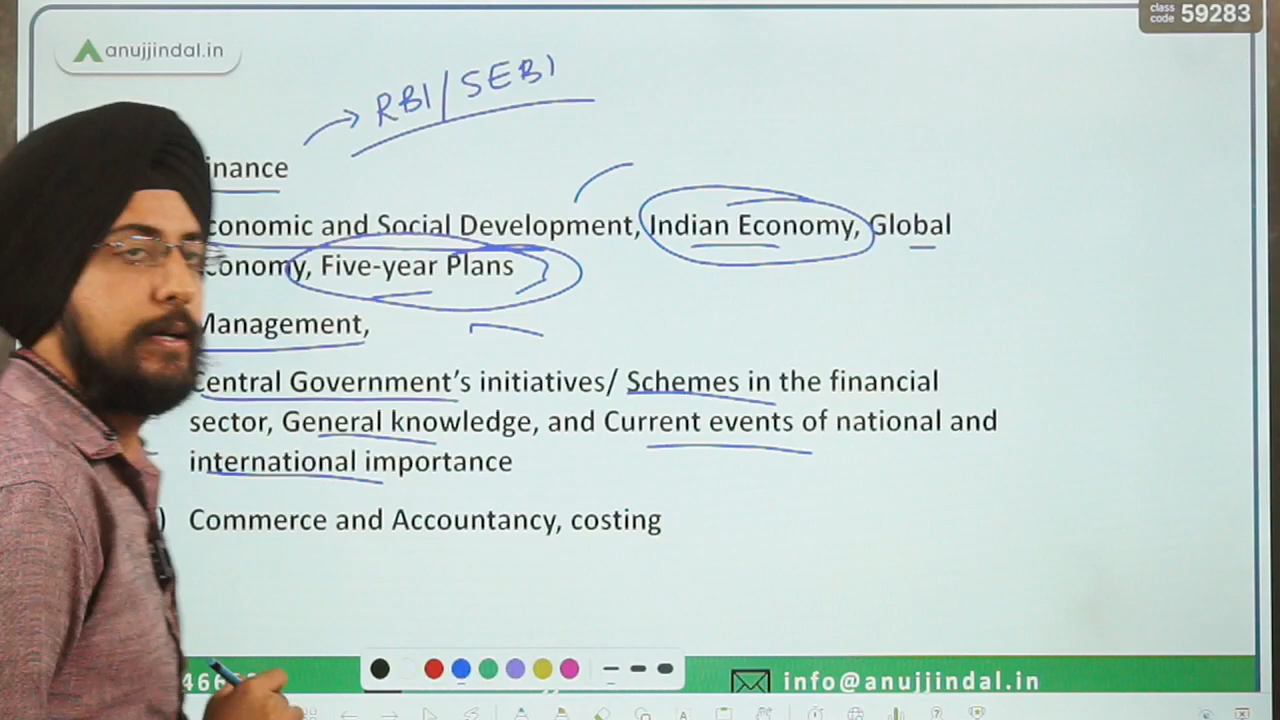 class code 59283
anujjindal.in
RBI/SEBI
inance
conomic and Social Development, Indian Economy, Global
conomy, Five-year Plans
Management,
Central Government's initiatives/ Schemes in the financial
sector, General knowledge, and Current events of national and
international importance
) Commerce and Accountancy, costing
info@anujjindal.in